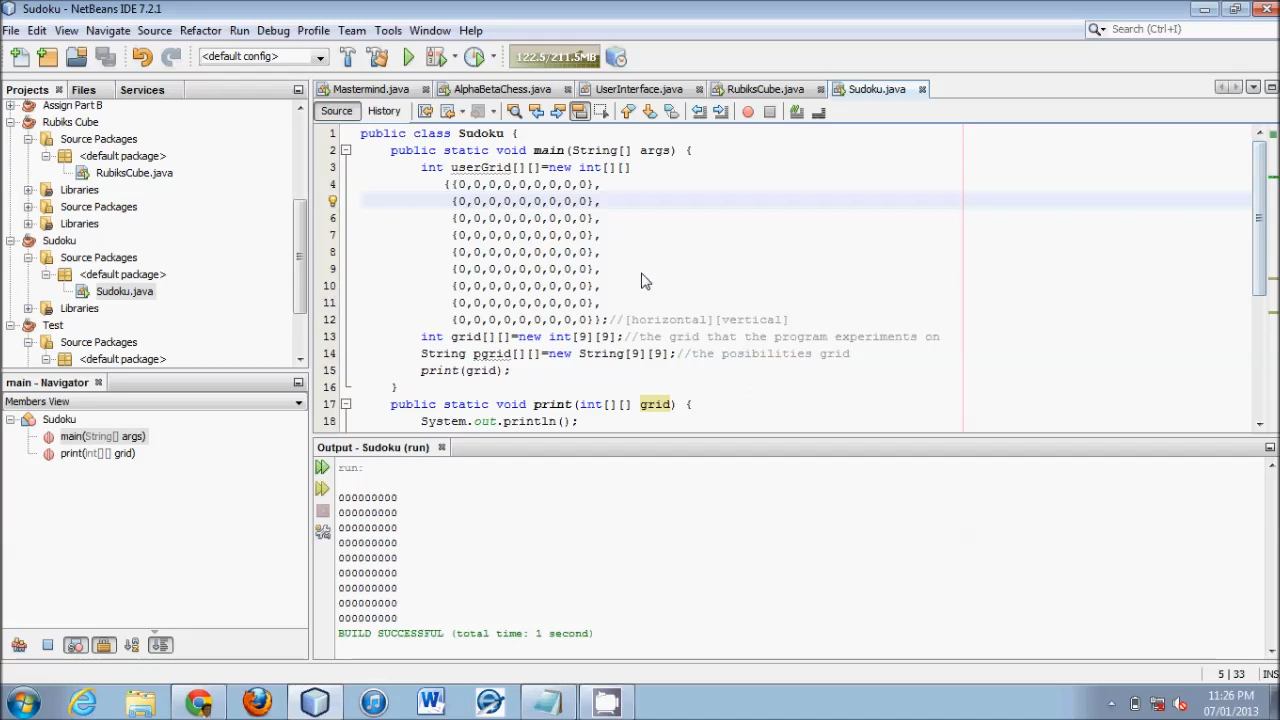 Sudoku - NetBeans IDE 7.2.1
File Edit View Navigate Source Refactor Run Debug Profile Team Tools Window Help
Search (Ctrl+I)
<default config>
122.5/211.5MB
Projects Files Services
Assign Part B
Rubiks Cube
Source Packages
<default package>
RubiksCube.java
Libraries
Source Packages
Libraries
Sudoku
Source Packages
<default package>
Sudoku.java
Libraries
Test
Source Packages
<default package>
main - Navigator
Members View
Sudoku
main(String[] args)
print(int[][] grid)
Mastermind.java AlphaBetaChess.java UserInterface.java RubiksCube.java Sudoku.java
Source History
1 public class Sudoku {
2 public static void main(String[] args) {
3 int userGrid[][]=new int[][]
4 {{0,0,0,0,0,0,0,0,0},
{0,0,0,0,0,0,0,0,0},
6 {0,0,0,0,0,0,0,0,0},
7 {0,0,0,0,0,0,0,0,0},
8 {0,0,0,0,0,0,0,0,0},
9 {0,0,0,0,0,0,0,0,0},
10 {0,0,0,0,0,0,0,0,0},
11 {0,0,0,0,0,0,0,0,0},
12 {0,0,0,0,0,0,0,0,0}};//[horizontal][vertical]
13 int grid[][]=new int[9][9];//the grid that the program experiments on
14 String pgrid[][]=new String[9][9];//the posibilities grid
15 print(grid);
16 }
17 public static void print(int[][] grid) {
18 System.out.println();
Output - Sudoku (run)
run:
000000000
000000000
000000000
000000000
000000000
000000000
000000000
000000000
000000000
BUILD SUCCESSFUL (total time: 1 second)
5 | 33 INS
11:26 PM
07/01/2013